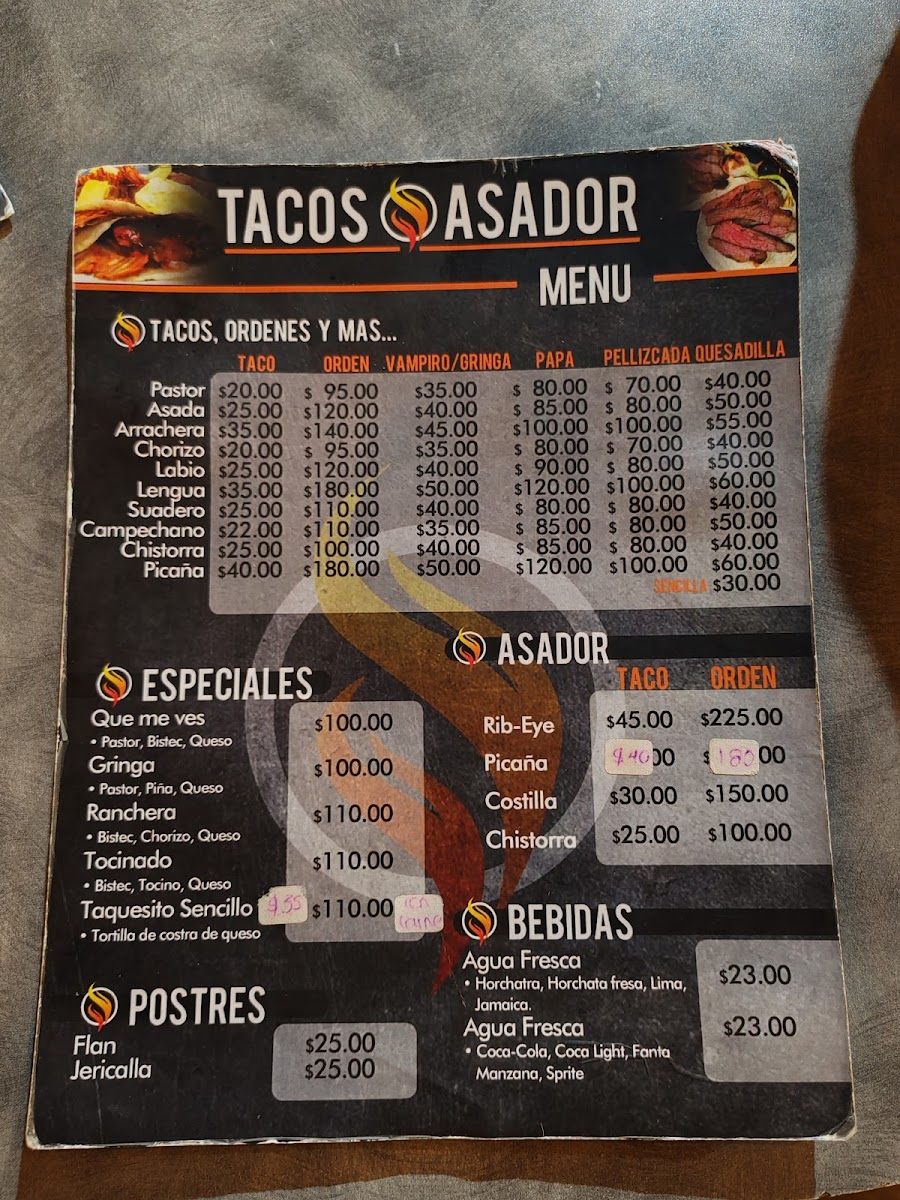 TACOS ASADOR
MENU
TACOS, ORDENES Y MAS...
TACO ORDEN VAMPIRO/GRINGA PAPA PELLIZCADA QUESADILLA
Pastor $20.00 $ 95.00 $35.00 $ 80.00 $ 70.00 $40.00
Asada $25.00 $120.00 $40.00 $ 85.00 $ 80.00 $50.00
Arrachera $35.00 $140.00 $45.00 $100.00 $100.00 $55.00
Chorizo $20.00 $ 95.00 $35.00 $ 80.00 $ 70.00 $40.00
Labio $25.00 $120.00 $40.00 $ 90.00 $ 80.00 $50.00
Lengua $35.00 $180.00 $50.00 $120.00 $100.00 $60.00
Suadero $25.00 $110.00 $40.00 $ 80.00 $ 80.00 $40.00
Campechano $22.00 $110.00 $35.00 $ 85.00 $ 80.00 $50.00
Chistorra $25.00 $100.00 $40.00 $ 85.00 $ 80.00 $40.00
Picaña $40.00 $180.00 $50.00 $120.00 $100.00 $60.00
SENCILLA $30.00
ESPECIALES
Que me ves $100.00
• Pastor, Bistec, Queso
Gringa $100.00
• Pastor, Piña, Queso
Ranchera $110.00
• Bistec, Chorizo, Queso
Tocinado $110.00
• Bistec, Tocino, Queso
Taquesito Sencillo $55 $110.00
• Tortilla de costra de queso
POSTRES
Flan $25.00
Jericalla $25.00
ASADOR
TACO ORDEN
Rib-Eye $45.00 $225.00
Picaña $40 00 $180 00
Costilla $30.00 $150.00
Chistorra $25.00 $100.00
BEBIDAS
Agua Fresca $23.00
• Horchatra, Horchata fresa, Lima,
Jamaica.
Agua Fresca $23.00
• Coca-Cola, Coca Light, Fanta
Manzana, Sprite